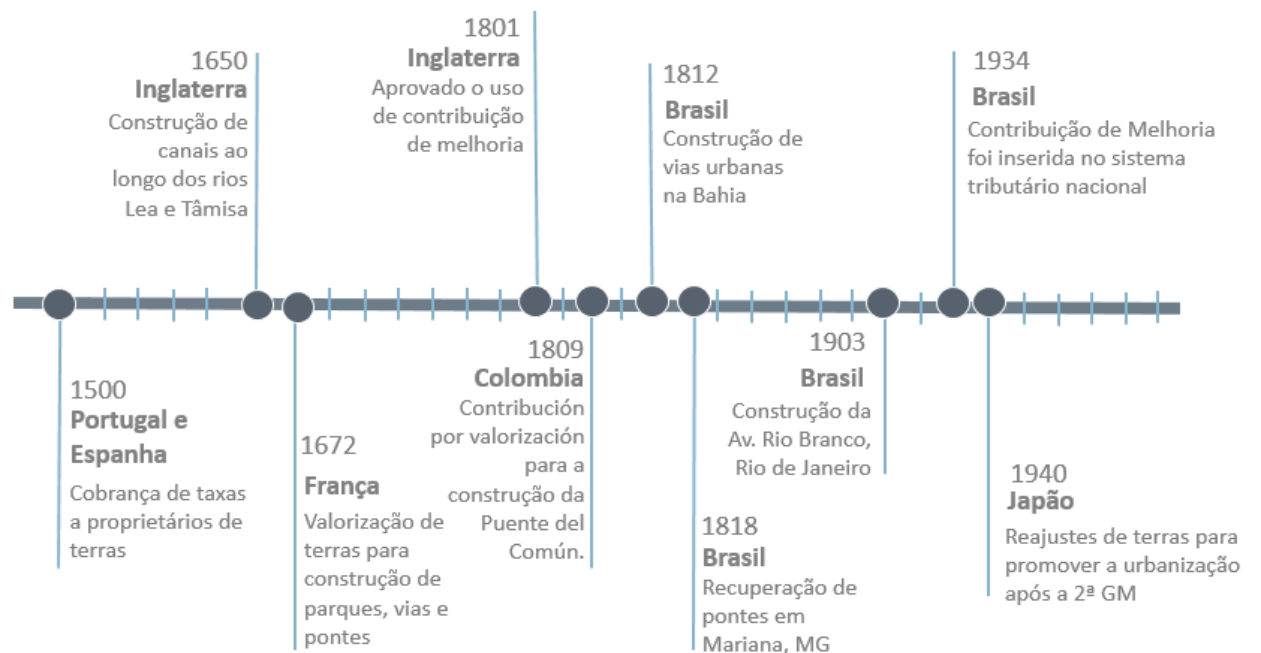 1650
Inglaterra
Construção de
canais ao
longo dos rios
Lea e Tâmisa
1801
Inglaterra
Aprovado o uso
de contribuição
de melhoria
1812
Brasil
Construção de
vias urbanas
na Bahia
1934
Brasil
Contribuição de Melhoria
foi inserida no sistema
tributário nacional
1500
Portugal e
Espanha
Cobrança de taxas
a proprietários de
terras
1672
França
Valorização de
terras para
construção de
parques, vias e
pontes
1809
Colombia
Contribución
por valorización
para a
construção da
Puente del
Común.
1818
Brasil
Recuperação de
pontes em
Mariana, MG
1903
Brasil
Construção da
Av. Rio Branco,
Rio de Janeiro
1940
Japão
Reajustes de terras para
promover a urbanização
após a 2ª GM